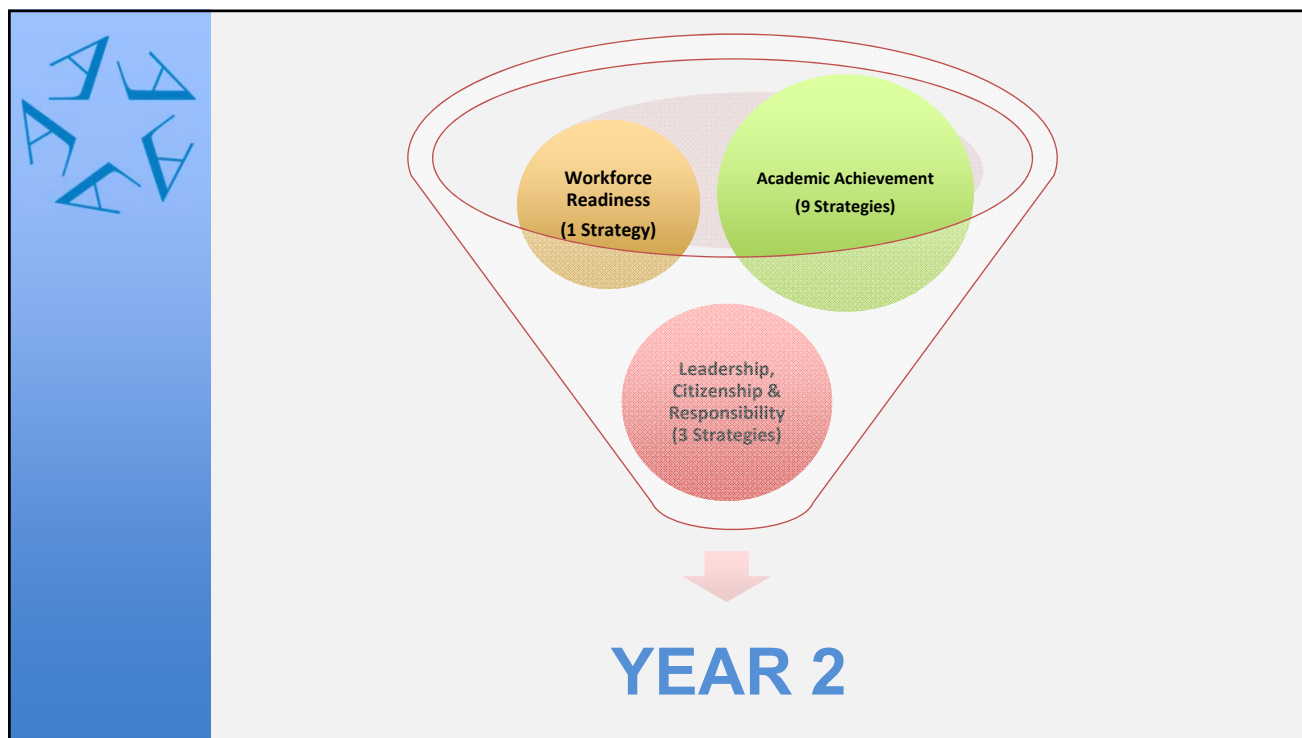 Workforce
Readiness
(1 Strategy)
Academic Achievement
(9 Strategies)
Leadership,
Citizenship &
Responsibility
(3 Strategies)
YEAR 2
A
A
A
A
A